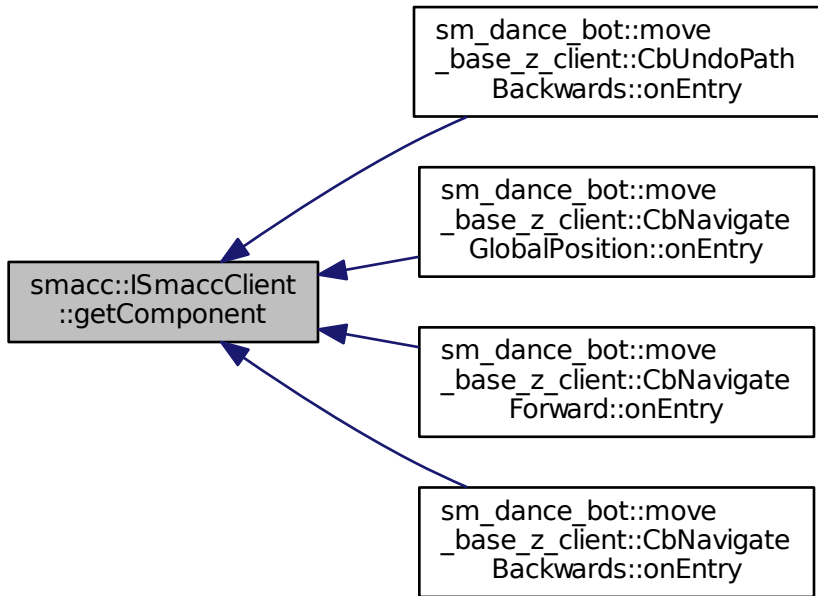 sm_dance_bot::move
_base_z_client::CbUndoPath
Backwards::onEntry
sm_dance_bot::move
_base_z_client::CbNavigate
GlobalPosition::onEntry
smacc::ISmaccClient
::getComponent
sm_dance_bot::move
_base_z_client::CbNavigate
Forward::onEntry
sm_dance_bot::move
_base_z_client::CbNavigate
Backwards::onEntry